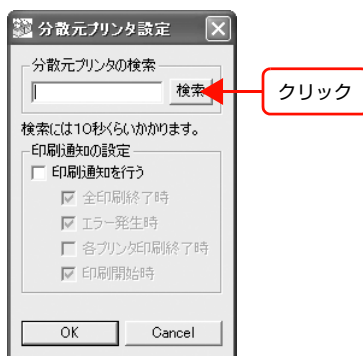 分散元プリンタ設定
分散元プリンタの検索
検索
クリック
検索には10秒くらいかかります。
印刷通知の設定
印刷通知を行う
全印刷終了時
エラー発生時
各プリンタ印刷終了時
印刷開始時
OK Cancel